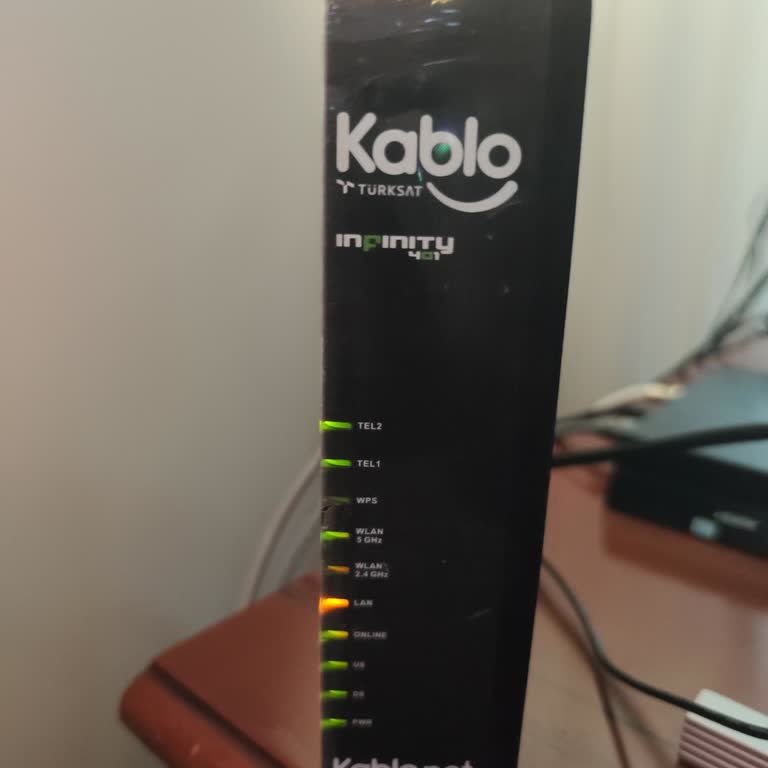 Kablo
TÜRKSAT
INFINITY
401
TEL2
TEL1
WPS
WLAN
5 GHz
WLAN
2.4 GHz
LAN
ONLINE
US
DS
PWR
Kablonet